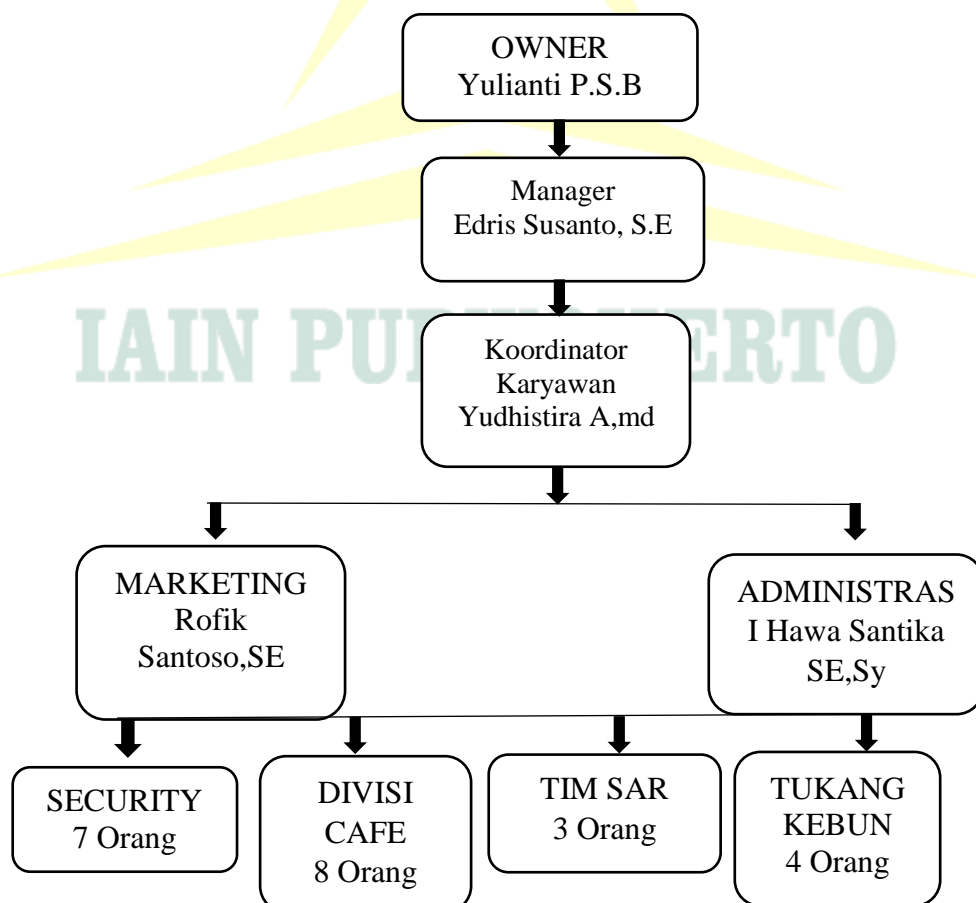 OWNER
Yulianti P.S.B
Manager
Edris Susanto, S.E
IAIN PURWOKERTO
Koordinator
Karyawan
Yudhistira A,md
MARKETING
Rofik
Santoso,SE
ADMINISTRAS
I Hawa Santika
SE,Sy
SECURITY
7 Orang
DIVISI
CAFE
8 Orang
TIM SAR
3 Orang
TUKANG
KEBUN
4 Orang